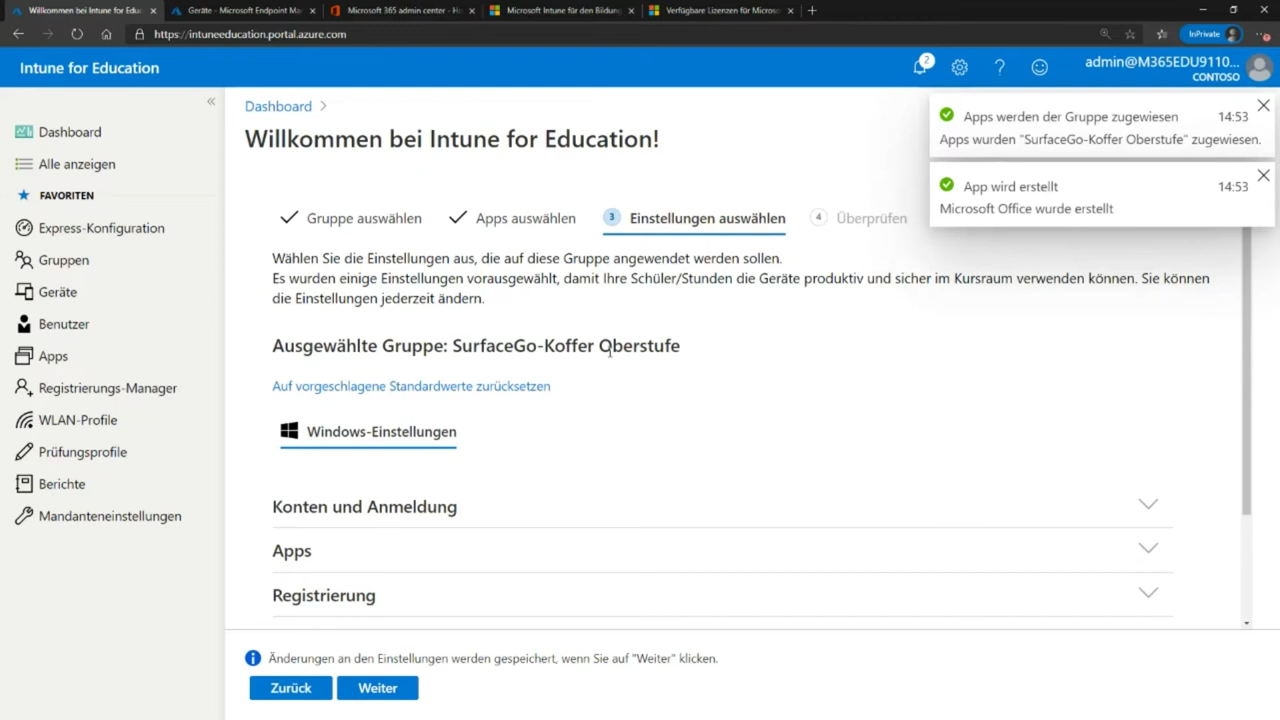 Willkommen bei Intune for Educ
Geräte - Microsoft Endpoint Ma
Microsoft 365 admin center - H
Microsoft Intune für den Bildung
Verfügbare Lizenzen für Microso
https://intuneeducation.portal.azure.com
InPrivate
Intune for Education
2
admin@M365EDU9110...
CONTOSO
Dashboard
Alle anzeigen
FAVORITEN
Express-Konfiguration
Gruppen
Geräte
Benutzer
Apps
Registrierungs-Manager
WLAN-Profile
Prüfungsprofile
Berichte
Mandanteneinstellungen
Dashboard
Willkommen bei Intune for Education!
Apps werden der Gruppe zugewiesen 14:53
Apps wurden "SurfaceGo-Koffer Oberstufe" zugewiesen.
App wird erstellt 14:53
Microsoft Office wurde erstellt
Gruppe auswählen Apps auswählen 3 Einstellungen auswählen 4 Überprüfen
Wählen Sie die Einstellungen aus, die auf diese Gruppe angewendet werden sollen.
Es wurden einige Einstellungen vorausgewählt, damit Ihre Schüler/Stunden die Geräte produktiv und sicher im Kursraum verwenden können. Sie können
die Einstellungen jederzeit ändern.
Ausgewählte Gruppe: SurfaceGo-Koffer Oberstufe
Auf vorgeschlagene Standardwerte zurücksetzen
Windows-Einstellungen
Konten und Anmeldung
Apps
Registrierung
Änderungen an den Einstellungen werden gespeichert, wenn Sie auf "Weiter" klicken.
Zurück Weiter